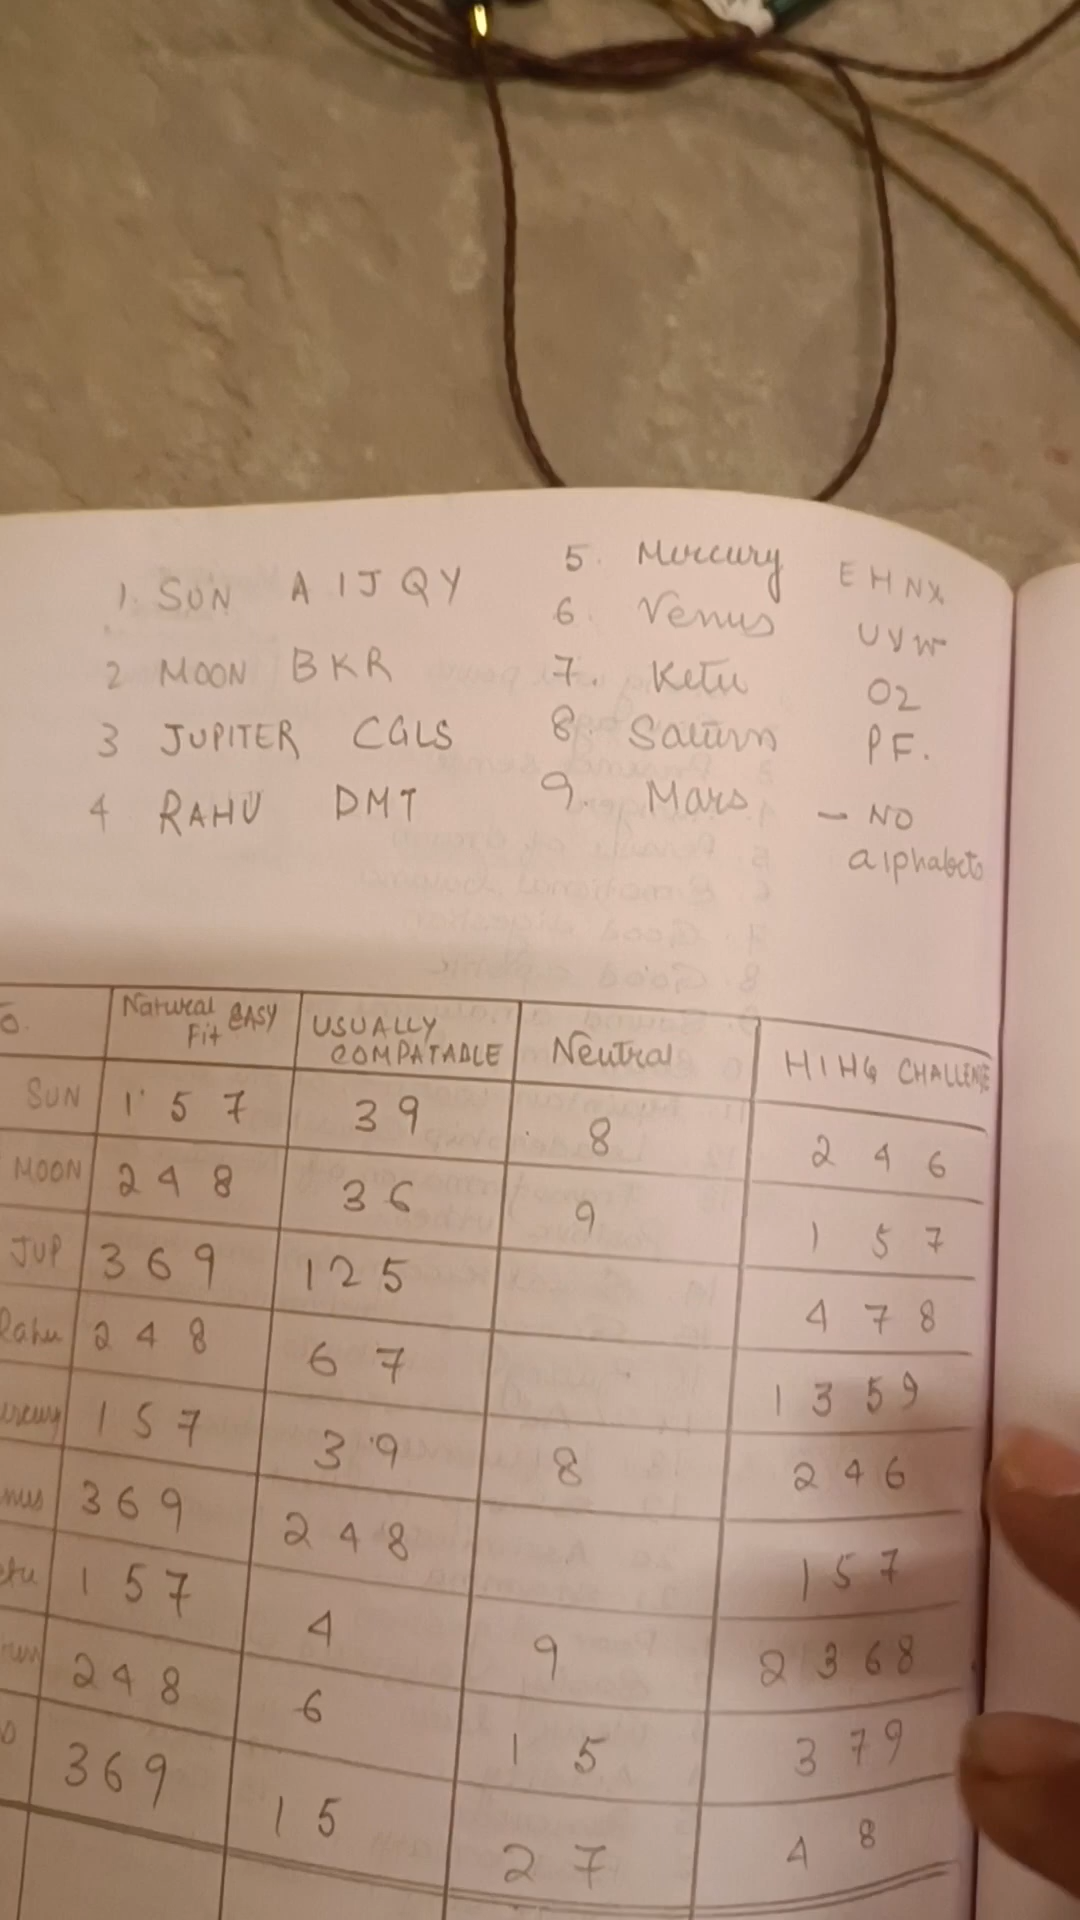 1. SUN A I J Q Y
2 MOON B K R
3 JUPITER C G L S
4 RAHU D M T
5. Mercury E H N X
6. Venus U V W
7. Ketu O Z
8. Saturn P F.
9. Mars - NO
alphabets
Natural EASY Fit USUALLY COMPATABLE Neutral HIHG CHALLENGE
SUN 1 5 7 3 9 8 2 4 6
MOON 2 4 8 3 6 9 1 5 7
JUP 3 6 9 1 2 5 4 7 8
Rahu 2 4 8 6 7 1 3 5 9
1 5 7 3 9 8 2 4 6
3 6 9 2 4 8 1 5 7
1 5 7 4 9 2 3 6 8
2 4 8 6 1 5 3 7 9
3 6 9 1 5 2 7 4 8